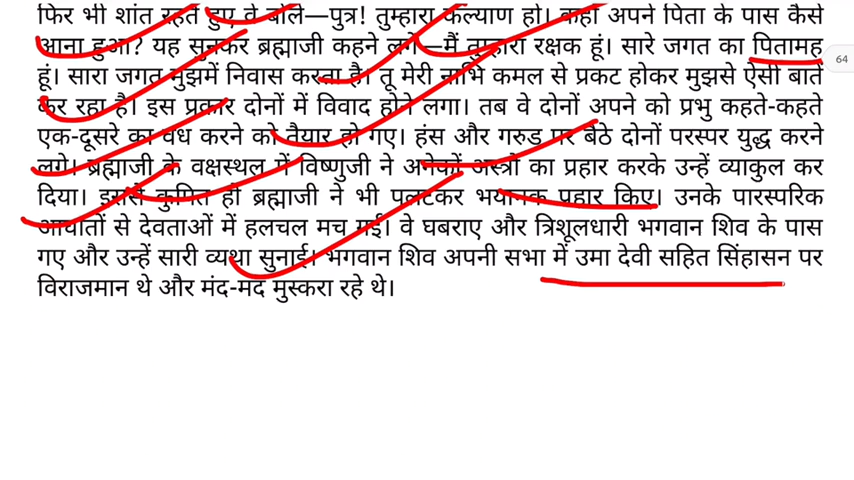 फिर भी शांत रहते हुए वे बोले—पुत्र! तुम्हारा कल्याण हो। कहो अपने पिता के पास कैसे
आना हुआ? यह सुनकर ब्रह्माजी कहने लगे—मैं तुम्हारा रक्षक हूं। सारे जगत का पितामह
हूं। सारा जगत मुझमें निवास करता है। तू मेरी नाभि कमल से प्रकट होकर मुझसे ऐसी बातें
कर रहा है। इस प्रकार दोनों में विवाद होने लगा। तब वे दोनों अपने को प्रभु कहते-कहते
एक-दूसरे का वध करने को तैयार हो गए। हंस और गरुड़ पर बैठे दोनों परस्पर युद्ध करने
लगे। ब्रह्माजी के वक्षस्थल में विष्णुजी ने अनेकों अस्त्रों का प्रहार करके उन्हें व्याकुल कर
दिया। इससे कुपित हो ब्रह्माजी ने भी पलटकर भयानक प्रहार किए। उनके पारस्परिक
आघातों से देवताओं में हलचल मच गई। वे घबराए और त्रिशूलधारी भगवान शिव के पास
गए और उन्हें सारी व्यथा सुनाई। भगवान शिव अपनी सभा में उमा देवी सहित सिंहासन पर
विराजमान थे और मंद-मंद मुस्करा रहे थे।
64